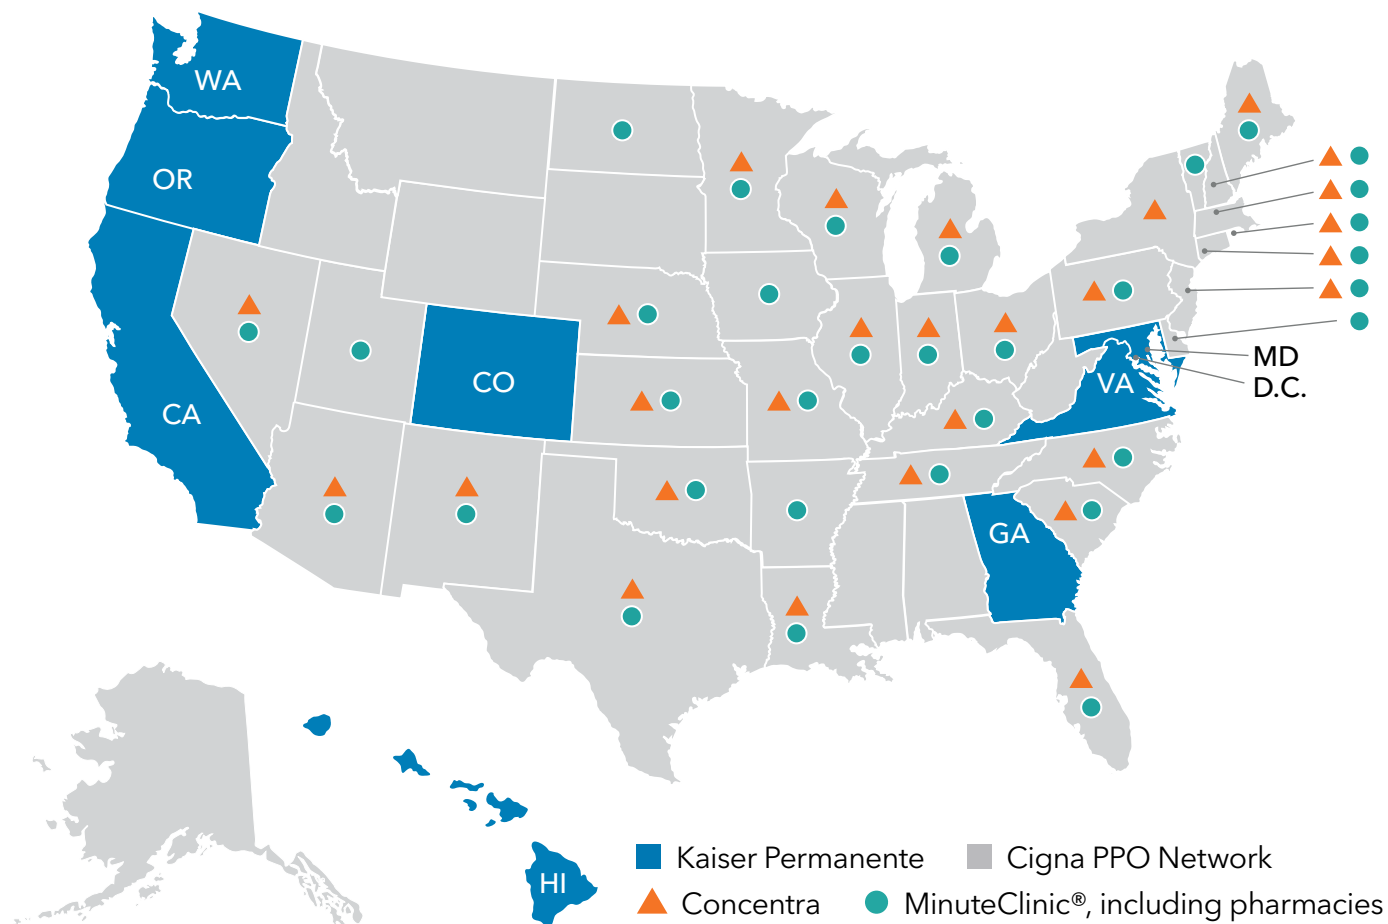 WA
OR
CA
CO
MD
VA
D.C.
GA
HI
Kaiser Permanente
Cigna PPO Network
Concentra
MinuteClinic®, including pharmacies